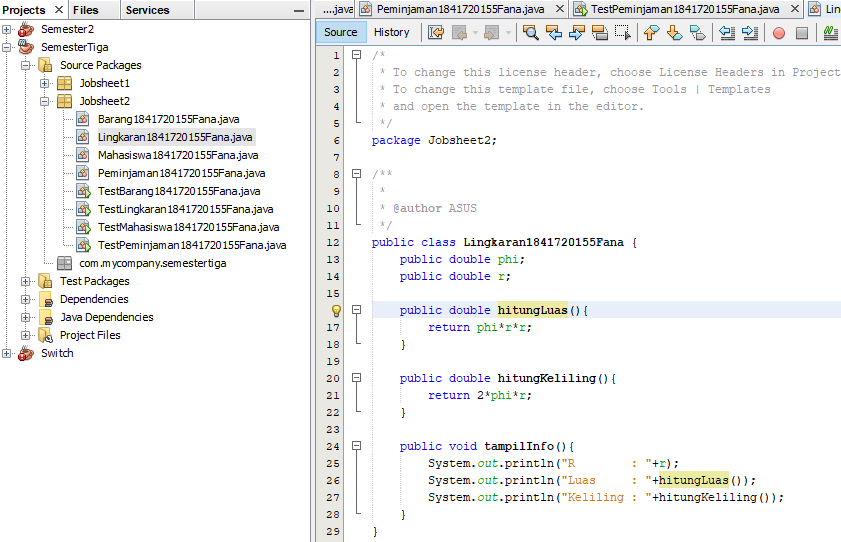 Projects
Files
Services
Semester2
SemesterTiga
Source Packages
Jobsheet1
Jobsheet2
Barang1841720155Fana.java
Lingkaran1841720155Fana.java
Mahasiswa1841720155Fana.java
Peminjaman1841720155Fana.java
TestBarang1841720155Fana.java
TestLingkaran1841720155Fana.java
TestMahasiswa1841720155Fana.java
TestPeminjaman1841720155Fana.java
com.mycompany.semestertiga
Test Packages
Dependencies
Java Dependencies
Project Files
Switch
....java
Peminjaman1841720155Fana.java
TestPeminjaman1841720155Fana.java
Lin
Source
History
1 /*
2 * To change this license header, choose License Headers in Project
3 * To change this template file, choose Tools | Templates
4 * and open the template in the editor.
5 */
6 package Jobsheet2;
7
8 /**
9 *
10 * @author ASUS
11 */
12 public class Lingkaran1841720155Fana {
13 public double phi;
14 public double r;
15
public double hitungLuas(){
17 return phi*r*r;
18 }
19
20 public double hitungKeliling(){
21 return 2*phi*r;
22 }
23
24 public void tampilInfo(){
25 System.out.println("R        : "+r);
26 System.out.println("Luas     : "+hitungLuas());
27 System.out.println("Keliling : "+hitungKeliling());
28 }
29 }